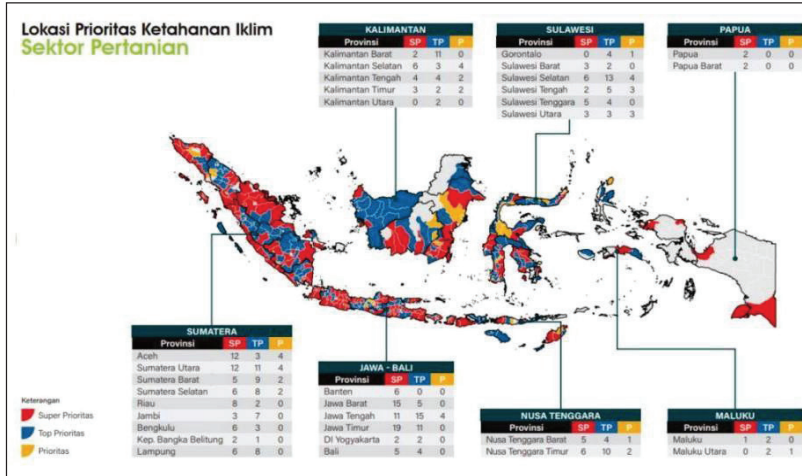 Lokasi Prioritas Ketahanan Iklim
Sektor Pertanian
KALIMANTAN
Provinsi SP TP P
Kalimantan Barat 2 11 0
Kalimantan Selatan 6 3 4
Kalimantan Tengah 4 4 2
Kalimantan Timur 3 2 2
Kalimantan Utara 0 2 0
SULAWESI
Provinsi SP TP P
Gorontalo 0 4 1
Sulawesi Barat 3 2 0
Sulawesi Selatan 6 13 4
Sulawesi Tengah 2 5 3
Sulawesi Tenggara 5 4 0
Sulawesi Utara 3 3 3
PAPUA
Provinsi SP TP P
Papua 2 0 0
Papua Barat 2 0 0
SUMATERA
Provinsi SP TP P
Aceh 12 3 4
Sumatera Utara 12 11 4
Sumatera Barat 5 9 2
Sumatera Selatan 6 8 2
Riau 8 2 0
Jambi 3 7 0
Bengkulu 6 3 0
Kep. Bangka Belitung 2 1 0
Lampung 6 8 0
JAWA - BALI
Provinsi SP TP P
Banten 6 0 0
Jawa Barat 15 5 0
Jawa Tengah 11 15 4
Jawa Timur 19 11 0
DI Yogyakarta 2 2 0
Bali 5 4 0
NUSA TENGGARA
Provinsi SP TP P
Nusa Tenggara Barat 5 4 1
Nusa Tenggara Timur 6 10 2
MALUKU
Provinsi SP TP P
Maluku 1 2 0
Maluku Utara 0 2 1
Keterangan
Super Prioritas
Top Prioritas
Prioritas